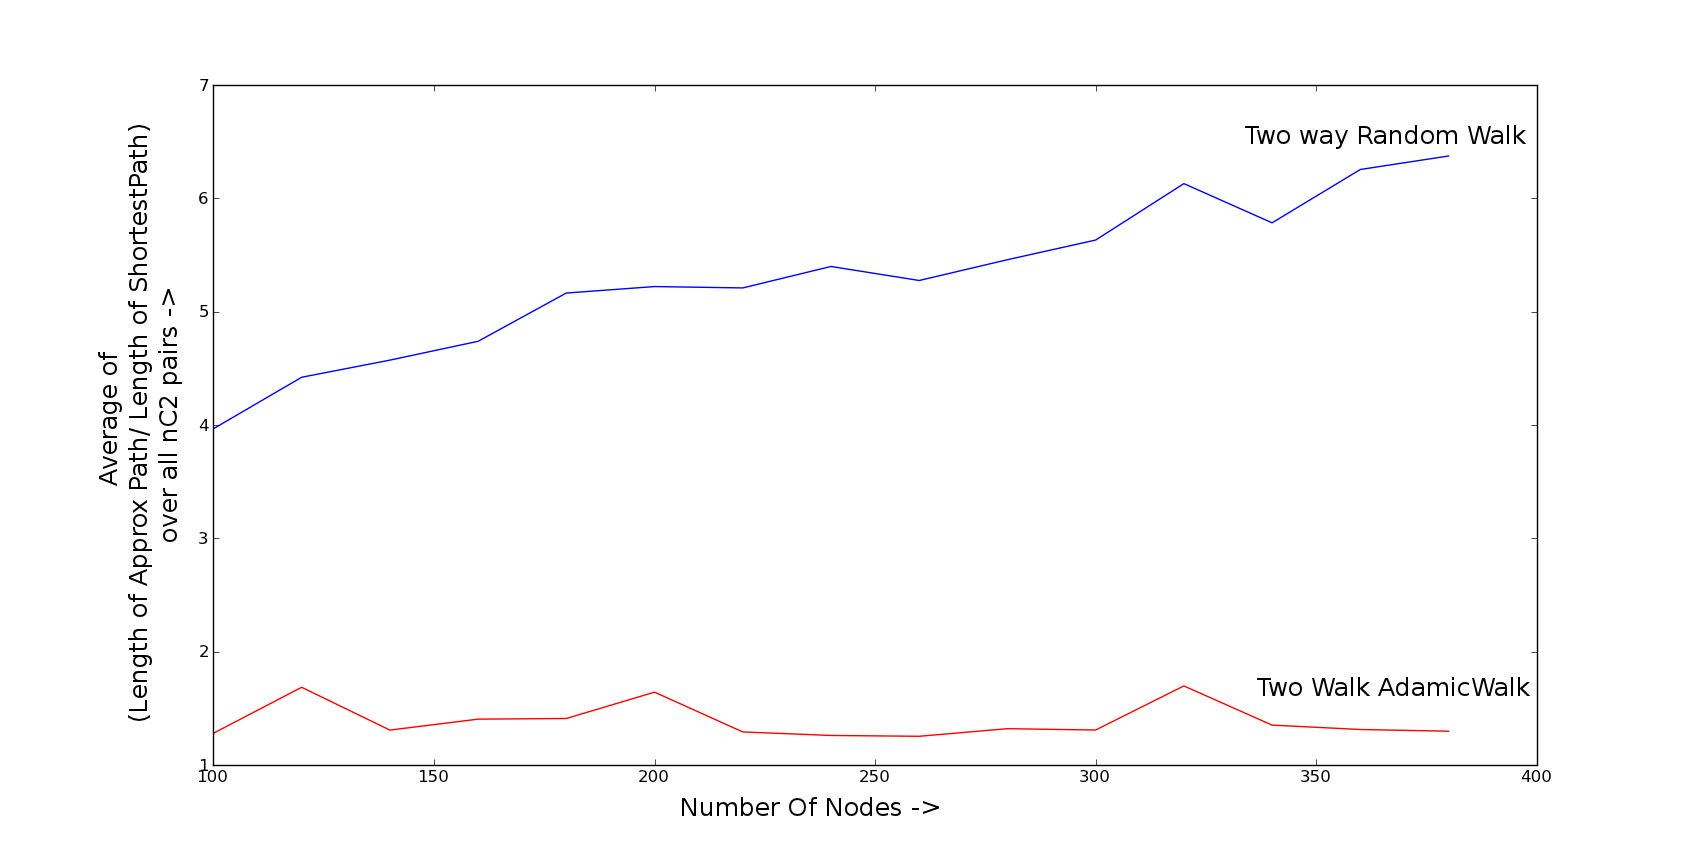 7
Two way Random Walk
6
5
4
3
2
Two Walk AdamicWalk
1
Average of
(Length of Approx Path/ Length of ShortestPath)
over all nC2 pairs ->
100 150 200 250 300 350 400
Number Of Nodes ->